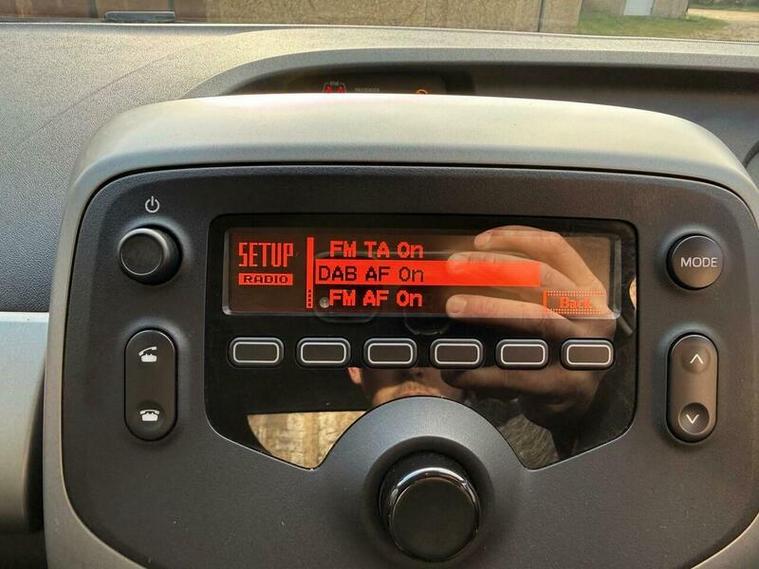 SETUP
RADIO
FM TA On
DAB AF On
FM AF On
Back
MODE